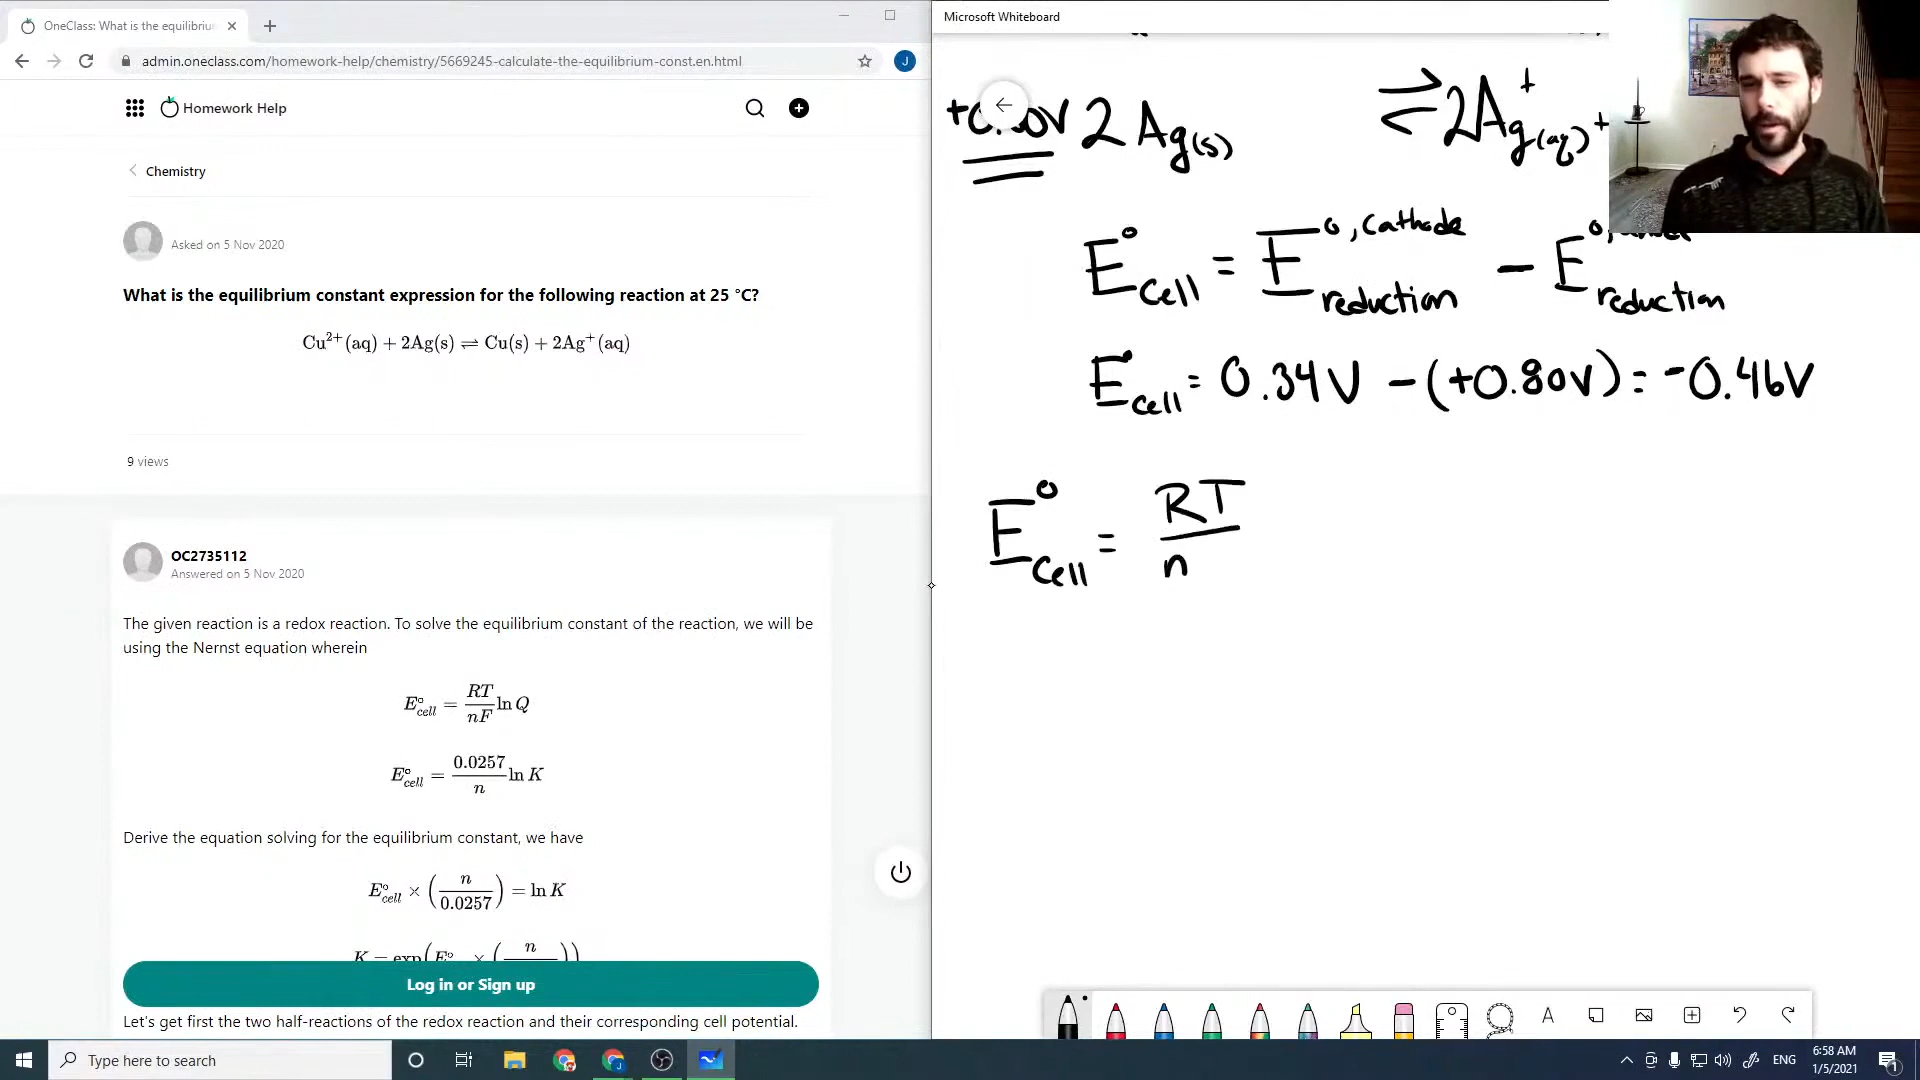 OneClass: What is the equilibriun
Microsoft Whiteboard
admin.oneclass.com/homework-help/chemistry/5669245-calculate-the-equilibrium-const.en.html
Homework Help
Chemistry
Asked on 5 Nov 2020
What is the equilibrium constant expression for the following reaction at 25 °C?
Cu²⁺(aq) + 2Ag(s) ⇌ Cu(s) + 2Ag⁺(aq)
9 views
OC2735112
Answered on 5 Nov 2020
The given reaction is a redox reaction. To solve the equilibrium constant of the reaction, we will be
using the Nernst equation wherein
E°cell = RT/nF ln Q
E°cell = 0.0257/n ln K
Derive the equation solving for the equilibrium constant, we have
E°cell × (n/0.0257) = ln K
K = exp(E° × (n
Log in or Sign up
Let's get first the two half-reactions of the redox reaction and their corresponding cell potential.
2 Ag(s) ⇌ 2Ag⁺(aq) +
E°cell = E°, cathode reduction − E° reduction
E°cell = 0.34V − (+0.80V) = -0.46V
E°cell = RT/n
Type here to search
A
ENG
6:58 AM
1/5/2021
1